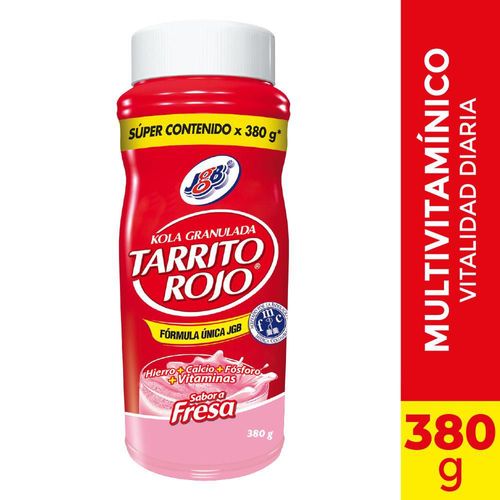 SÚPER CONTENIDO x 380 g*
JGB
KOLA GRANULADA
TARRITO
ROJO®
FÓRMULA ÚNICA JGB
fmc
Hierro + Calcio + Fósforo
+ Vitaminas
Sabor a
Fresa
380 g
MULTIVITAMÍNICO
VITALIDAD DIARIA
380
g